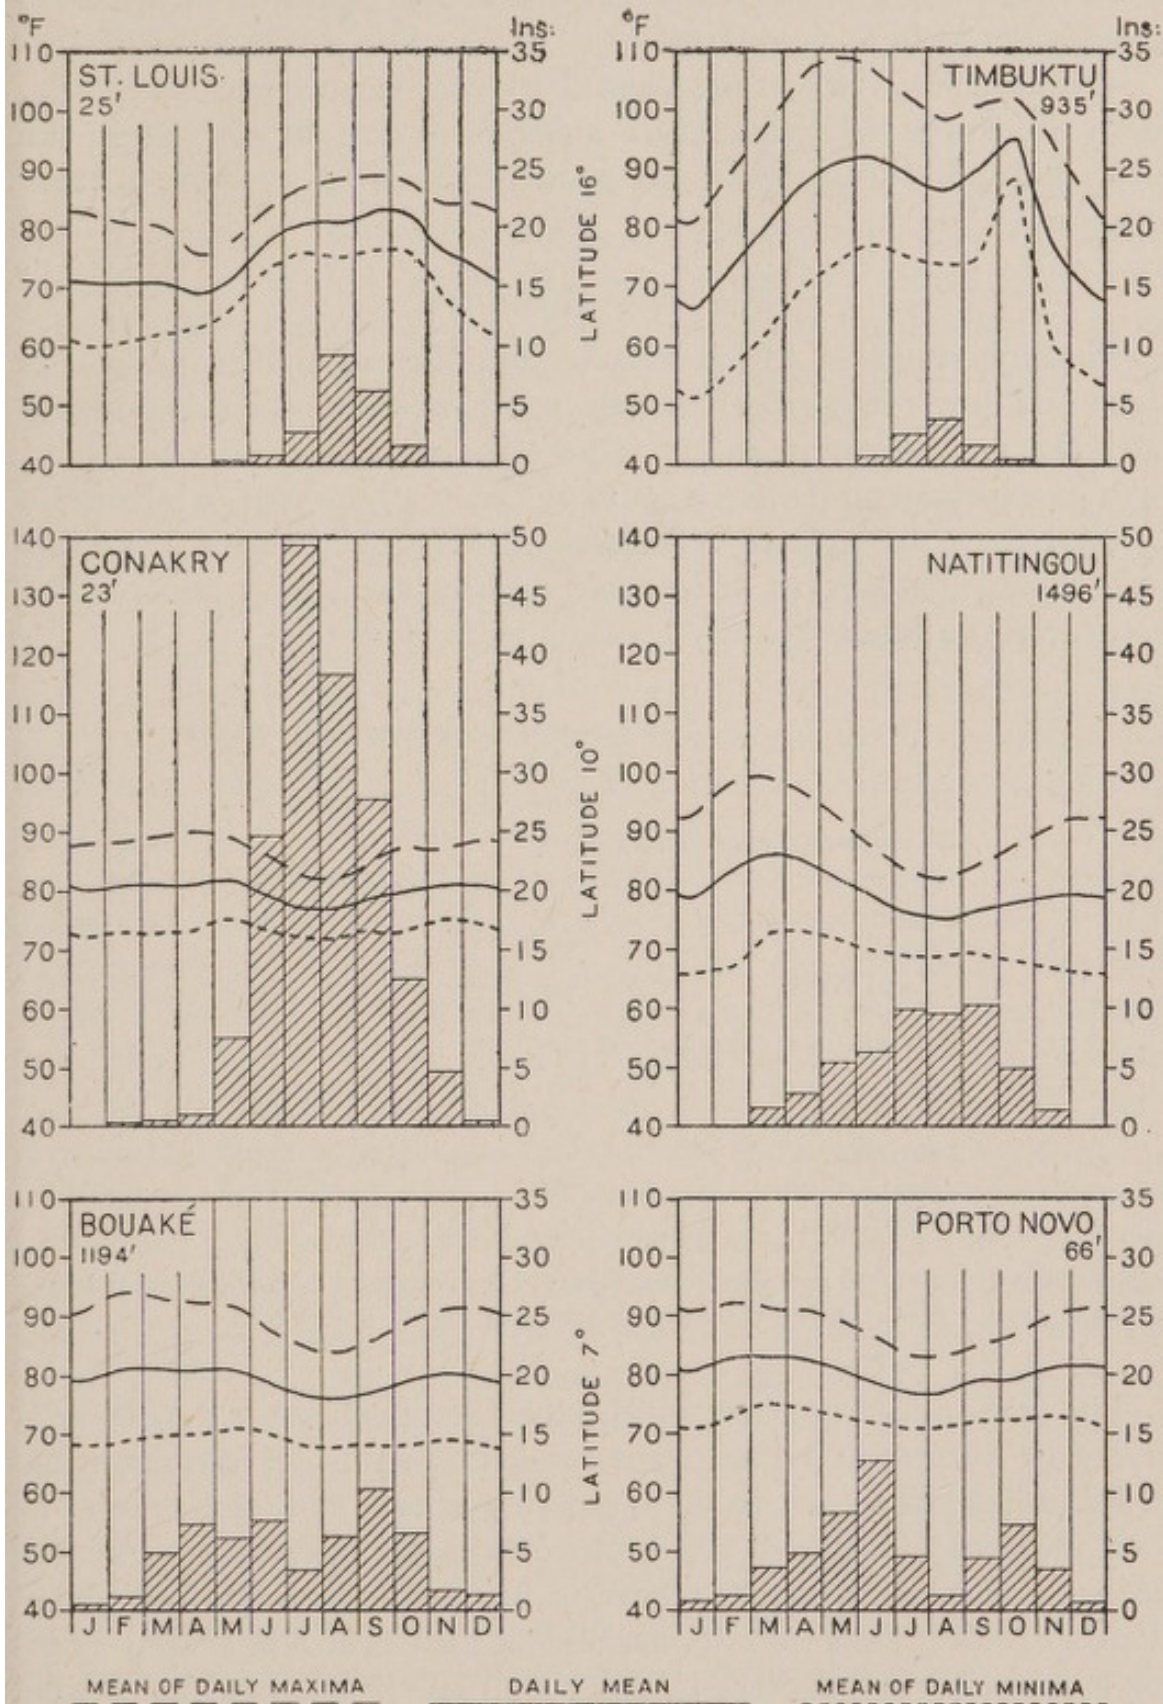 °F Ins: °F Ins:
110 35 110 35
ST. LOUIS. TIMBUKTU
25' 935'
100 30 100 30
90 25 90 25
80 20 80 20
LATITUDE 16°
70 15 70 15
60 10 60 10
50 5 50 5
40 0 40 0
140 50 140 50
CONAKRY NATITINGOU
23' 1496'
130 45 130 45
120 40 120 40
110 35 110 35
100 30 100 30
LATITUDE 10°
90 25 90 25
80 20 80 20
70 15 70 15
60 10 60 10
50 5 50 5
40 0 40 0
110 35 110 35
BOUAKÉ PORTO NOVO
1194' 66'
100 30 100 30
90 25 90 25
80 20 80 20
LATITUDE 7°
70 15 70 15
60 10 60 10
50 5 50 5
40 0 40 0
J F M A M J J A S O N D J F M A M J J A S O N D
MEAN OF DAILY MAXIMA DAILY MEAN MEAN OF DAILY MINIMA